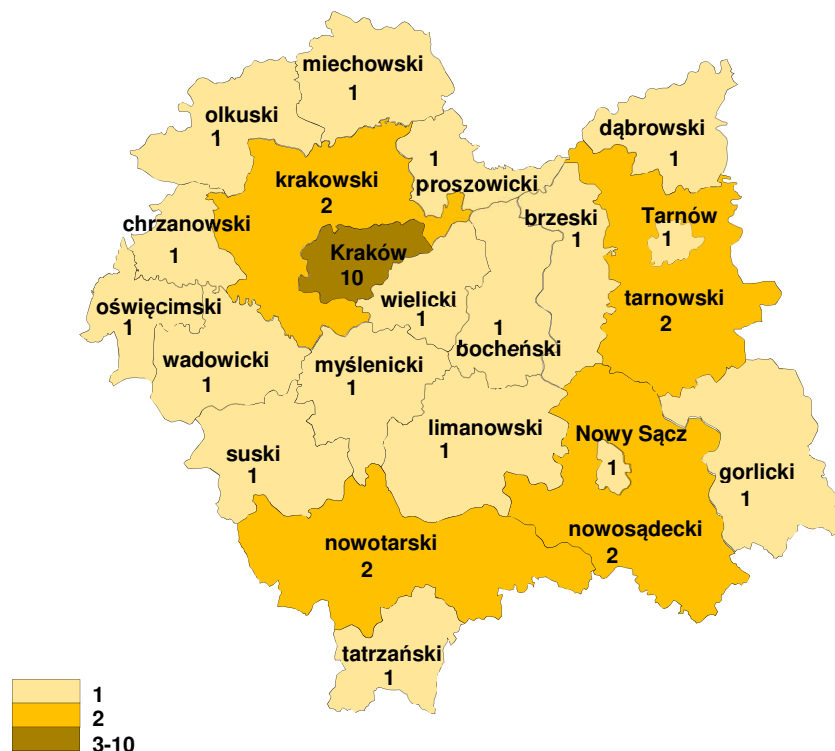 miechowski
1
olkuski
1
dąbrowski
1
krakowski
2
1
proszowicki
chrzanowski
1
brzeski
1
Tarnów
1
Kraków
10
wielicki
1
tarnowski
2
oświęcimski
1
1
bocheński
wadowicki
1
myślenicki
1
limanowski
1
Nowy Sącz
1
suski
1
gorlicki
1
nowotarski
2
nowosądecki
2
tatrzański
1
1
2
3-10